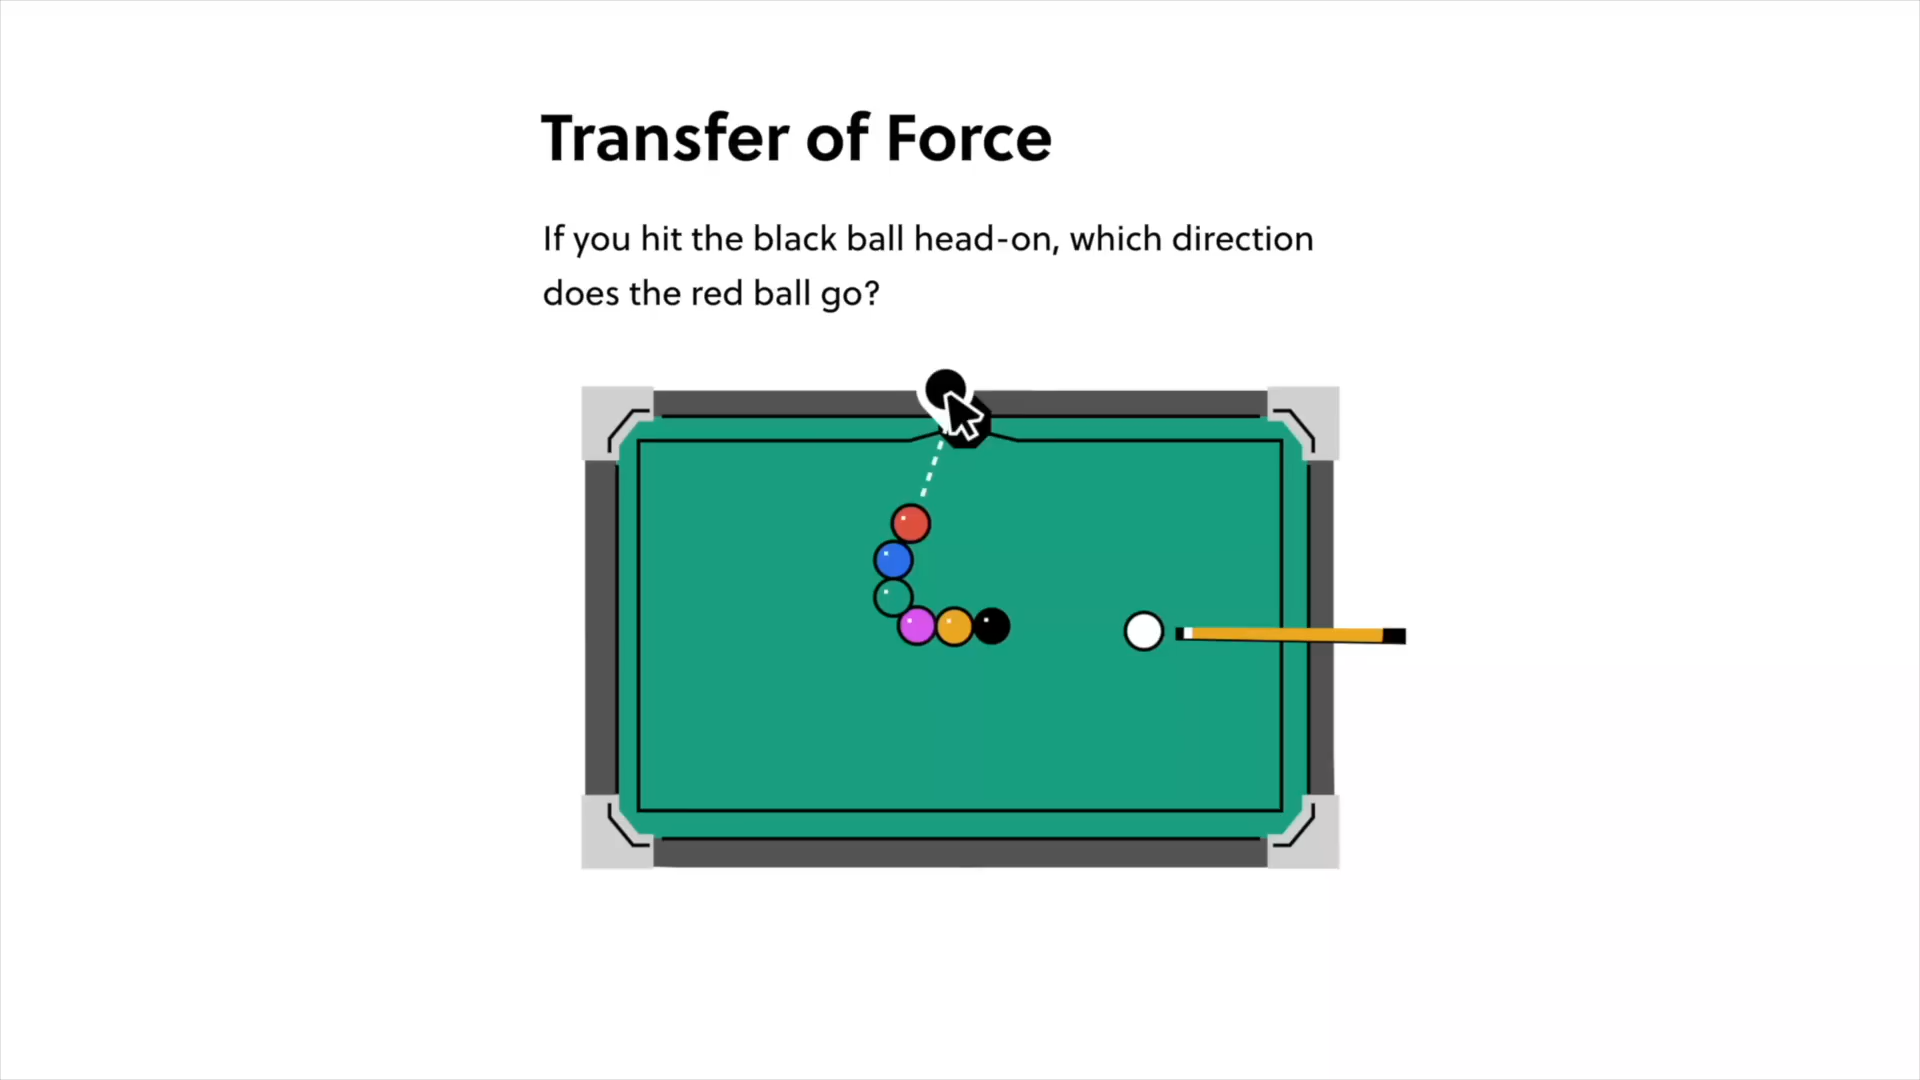 Transfer of Force
If you hit the black ball head-on, which direction
does the red ball go?